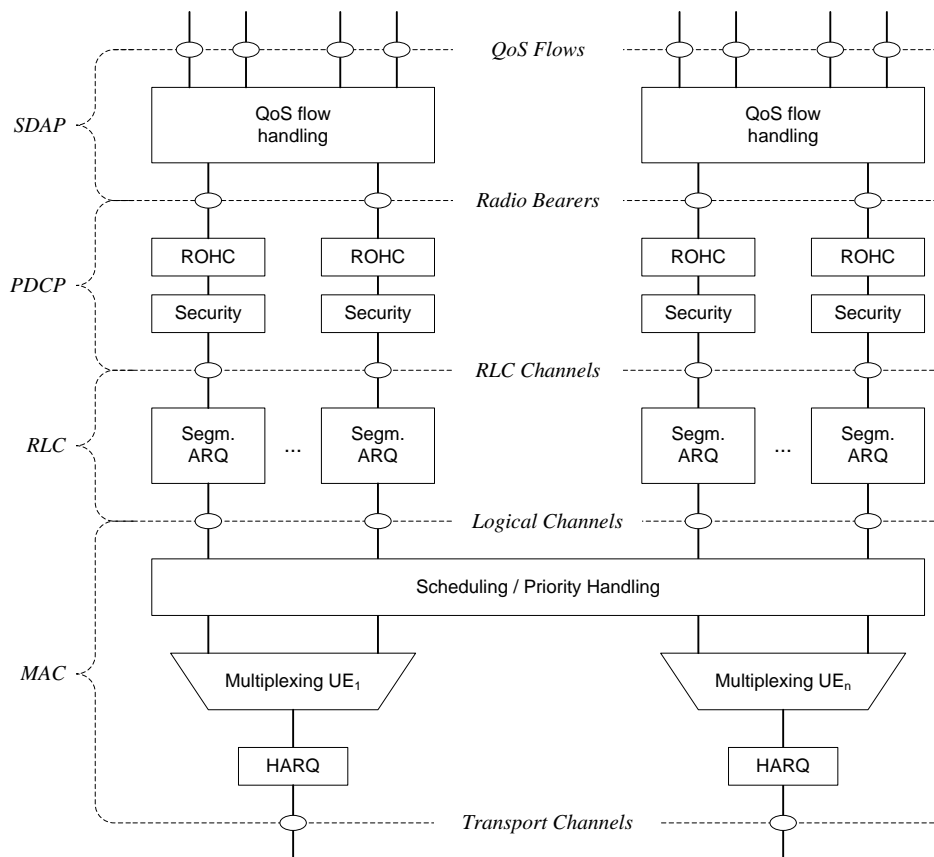 QoS Flows
QoS flow
handling
QoS flow
handling
SDAP
Radio Bearers
ROHC
ROHC
ROHC
ROHC
PDCP
Security
Security
Security
Security
RLC Channels
Segm.
ARQ
...
Segm.
ARQ
Segm.
ARQ
...
Segm.
ARQ
RLC
Logical Channels
Scheduling / Priority Handling
MAC
Multiplexing UE₁
Multiplexing UEₙ
HARQ
HARQ
Transport Channels